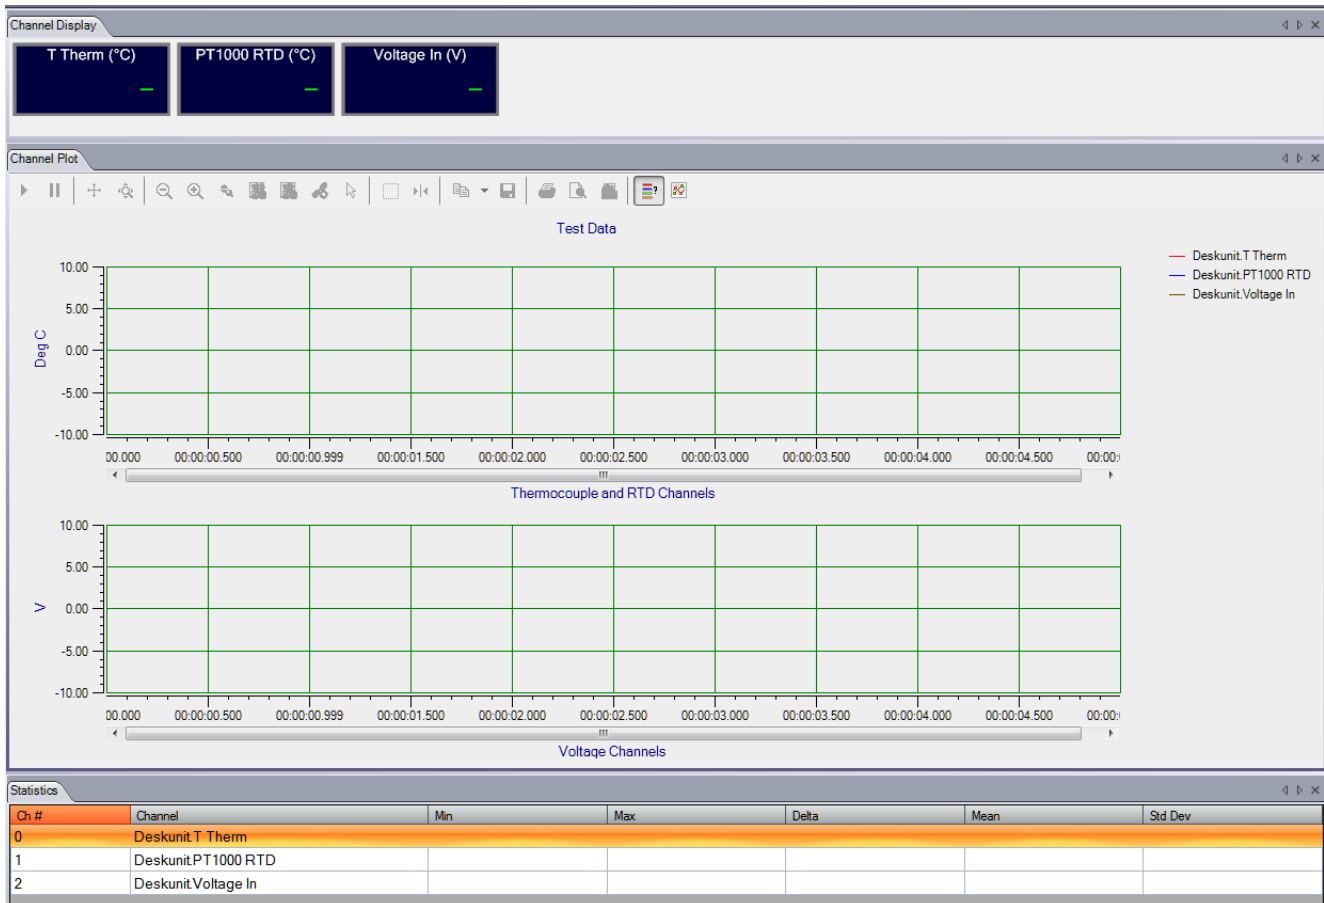 Channel Display
T Therm (°C) PT1000 RTD (°C) Voltage In (V)
– – –
Channel Plot
Test Data
Deskunit.T Therm
Deskunit.PT1000 RTD
Deskunit.Voltage In
10.00
5.00
Deg C
0.00
-5.00
-10.00
00.000 00:00:00.500 00:00:00.999 00:00:01.500 00:00:02.000 00:00:02.500 00:00:03.000 00:00:03.500 00:00:04.000 00:00:04.500 00:00:
Thermocouple and RTD Channels
10.00
5.00
V
0.00
-5.00
-10.00
00.000 00:00:00.500 00:00:00.999 00:00:01.500 00:00:02.000 00:00:02.500 00:00:03.000 00:00:03.500 00:00:04.000 00:00:04.500 00:00:
Voltage Channels
Statistics
Ch # Channel Min Max Delta Mean Std Dev
0 Deskunit.T Therm
1 Deskunit.PT1000 RTD
2 Deskunit.Voltage In